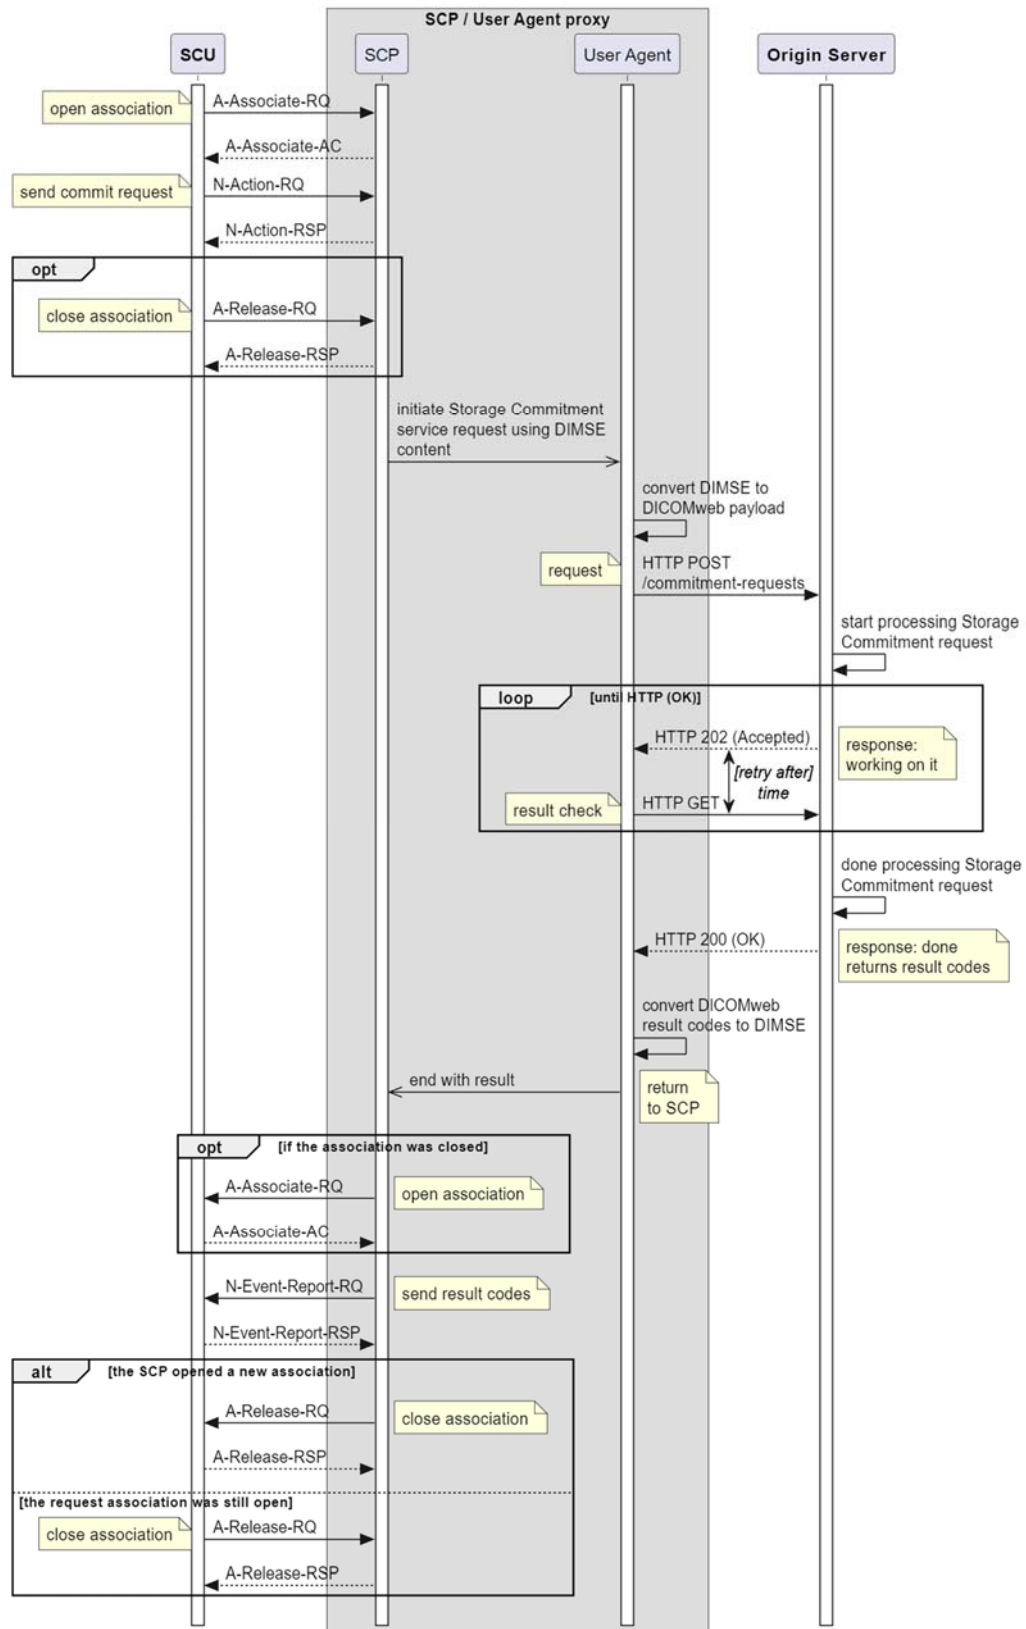 SCP / User Agent proxy
SCU
SCP
User Agent
Origin Server
open association
A-Associate-RQ
A-Associate-AC
send commit request
N-Action-RQ
N-Action-RSP
opt
close association
A-Release-RQ
A-Release-RSP
initiate Storage Commitment
service request using DIMSE
content
convert DIMSE to
DICOMweb payload
request
HTTP POST
/commitment-requests
start processing Storage
Commitment request
loop
[until HTTP (OK)]
HTTP 202 (Accepted)
response:
working on it
[retry after]
time
result check
HTTP GET
done processing Storage
Commitment request
HTTP 200 (OK)
response: done
returns result codes
convert DICOMweb
result codes to DIMSE
end with result
return
to SCP
opt
[if the association was closed]
A-Associate-RQ
open association
A-Associate-AC
N-Event-Report-RQ
send result codes
N-Event-Report-RSP
alt
[the SCP opened a new association]
A-Release-RQ
close association
A-Release-RSP
[the request association was still open]
close association
A-Release-RQ
A-Release-RSP